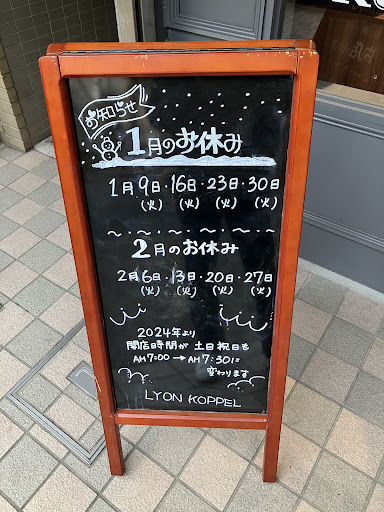 お知らせ
1月のお休み
1月9日・16日・23日・30日
(火) (火) (火) (火)
〜・〜・〜・〜・〜・〜
2月のお休み
2月6日・13日・20日・27日
(火) (火) (火) (火)
2024年より
開店時間が 土日祝日も
AM7:00→AM7:30に
変わります
LYON KOPPEL